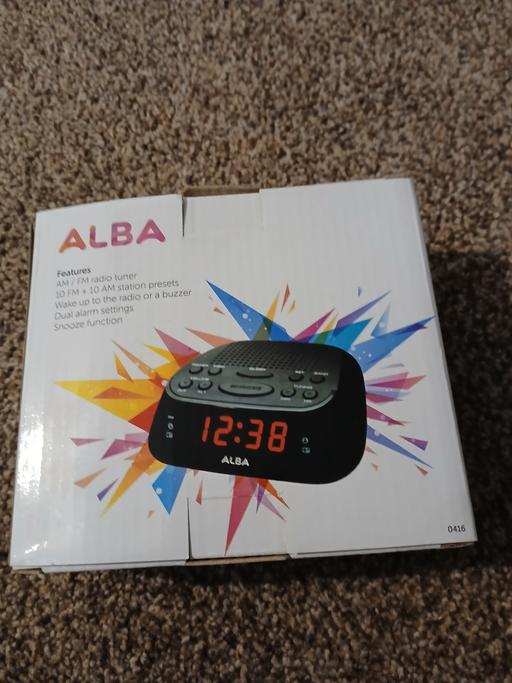 ALBA
Features
AM / FM radio tuner
10 FM + 10 AM station presets
Wake up to the radio or a buzzer
Dual alarm settings
Snooze function
12:38
ALBA
0416